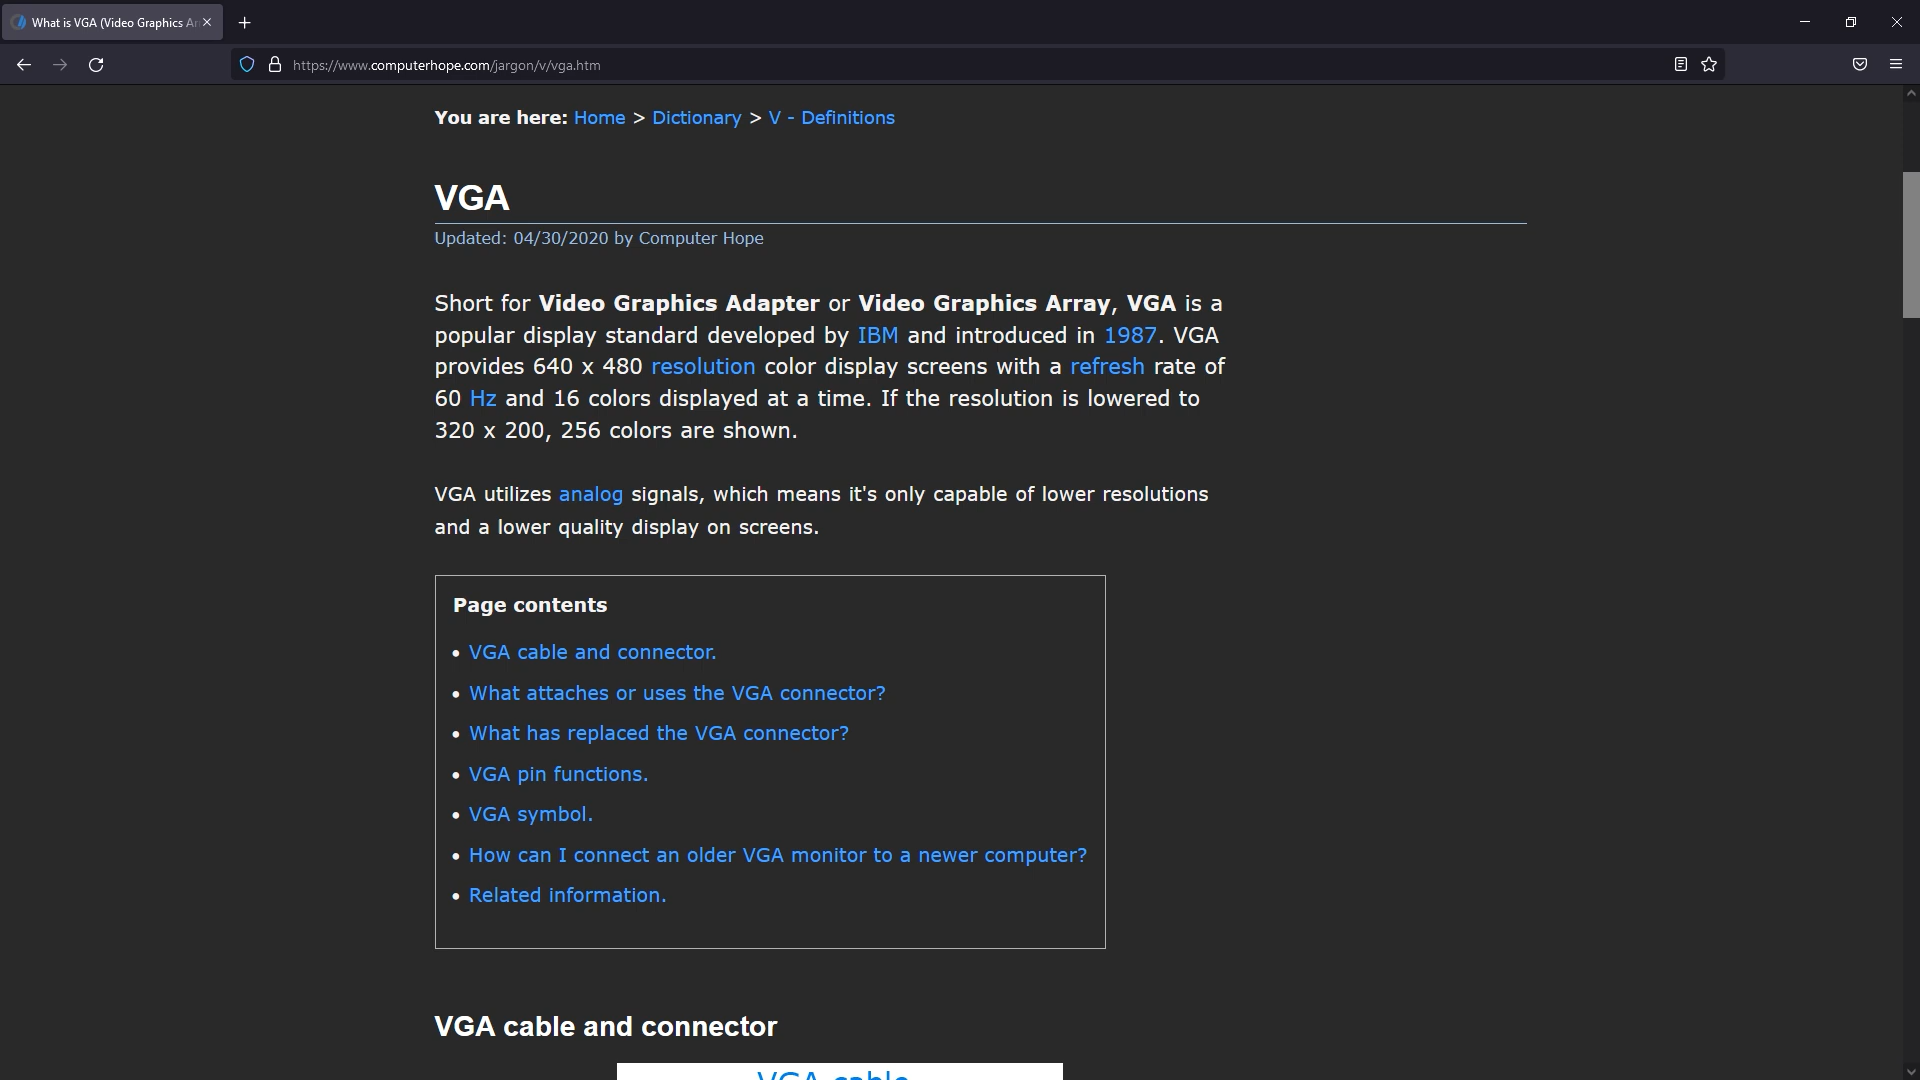 What is VGA (Video Graphics Ar
https://www.computerhope.com/jargon/v/vga.htm
You are here: Home > Dictionary > V - Definitions
VGA
Updated: 04/30/2020 by Computer Hope
Short for Video Graphics Adapter or Video Graphics Array, VGA is a
popular display standard developed by IBM and introduced in 1987. VGA
provides 640 x 480 resolution color display screens with a refresh rate of
60 Hz and 16 colors displayed at a time. If the resolution is lowered to
320 x 200, 256 colors are shown.
VGA utilizes analog signals, which means it's only capable of lower resolutions
and a lower quality display on screens.
Page contents
• VGA cable and connector.
• What attaches or uses the VGA connector?
• What has replaced the VGA connector?
• VGA pin functions.
• VGA symbol.
• How can I connect an older VGA monitor to a newer computer?
• Related information.
VGA cable and connector
VGA cable